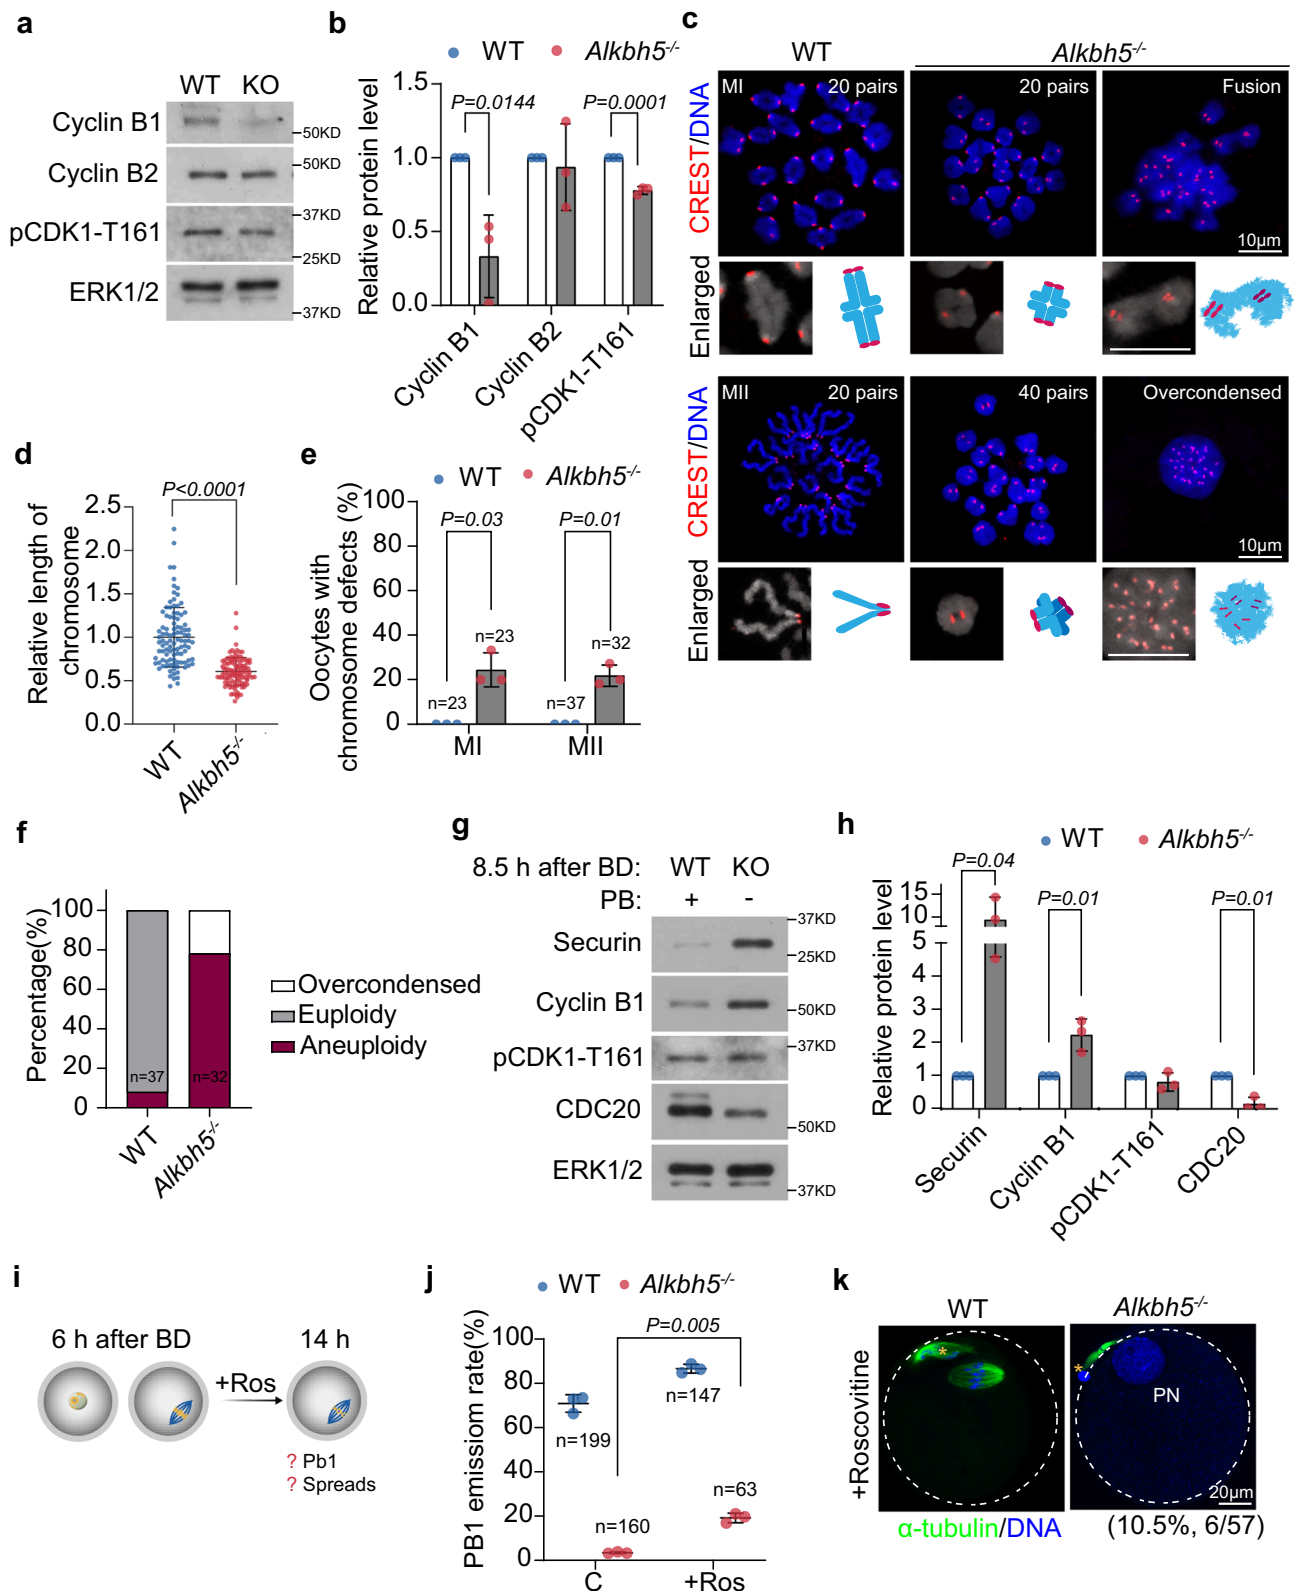 a
WT KO
Cyclin B1
50KD
Cyclin B2
50KD
pCDK1-T161
37KD
25KD
ERK1/2
37KD
b
WT Alkbh5-/-
Relative protein level
1.5
1.0
0.5
0.0
P=0.0144
P=0.0001
Cyclin B1
Cyclin B2
pCDK1-T161
c
WT
Alkbh5-/-
CREST/DNA
MI
20 pairs
20 pairs
Fusion
10µm
Enlarged
CREST/DNA
MII
20 pairs
40 pairs
Overcondensed
10µm
Enlarged
d
Relative length of
chromosome
P<0.0001
2.5
2.0
1.5
1.0
0.5
0.0
WT
Alkbh5-/-
e
WT Alkbh5-/-
Oocytes with
chromosome defects (%)
100
80
60
40
20
0
P=0.03
P=0.01
n=23
n=23
n=37
n=32
MI
MII
f
Percentage(%)
100
80
60
40
20
0
n=37
n=32
WT
Alkbh5-/-
Overcondensed
Euploidy
Aneuploidy
g
8.5 h after BD: WT KO
PB: + -
Securin
37KD
25KD
Cyclin B1
50KD
pCDK1-T161
37KD
CDC20
50KD
ERK1/2
37KD
h
WT Alkbh5-/-
Relative protein level
15
10
5
4
2
1
0
P=0.04
P=0.01
P=0.01
Securin
Cyclin B1
pCDK1-T161
CDC20
i
6 h after BD
+Ros
14 h
? Pb1
? Spreads
j
WT Alkbh5-/-
PB1 emission rate(%)
100
80
60
40
20
0
P=0.005
n=199
n=160
n=147
n=63
C
+Ros
k
WT
Alkbh5-/-
+Roscovitine
*
*
PN
20µm
α-tubulin/DNA
(10.5%, 6/57)